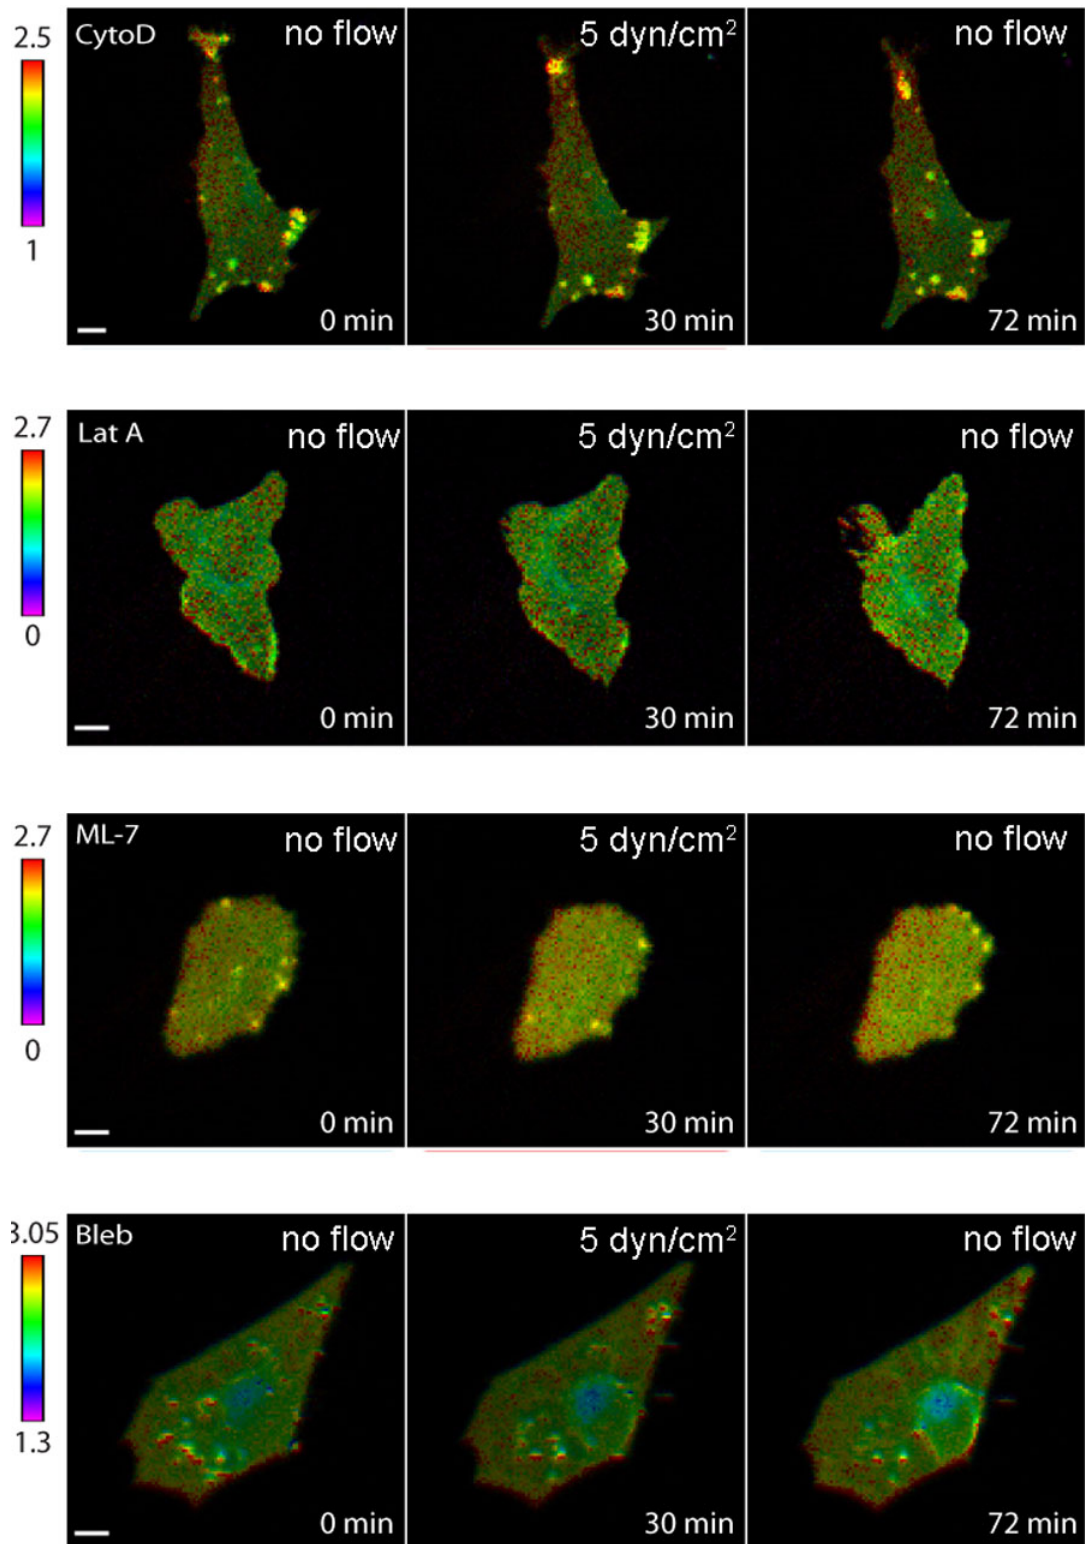 2.5
1
CytoD
no flow
0 min
5 dyn/cm²
30 min
no flow
72 min
2.7
0
Lat A
no flow
0 min
5 dyn/cm²
30 min
no flow
72 min
2.7
0
ML-7
no flow
0 min
5 dyn/cm²
30 min
no flow
72 min
3.05
1.3
Bleb
no flow
0 min
5 dyn/cm²
30 min
no flow
72 min